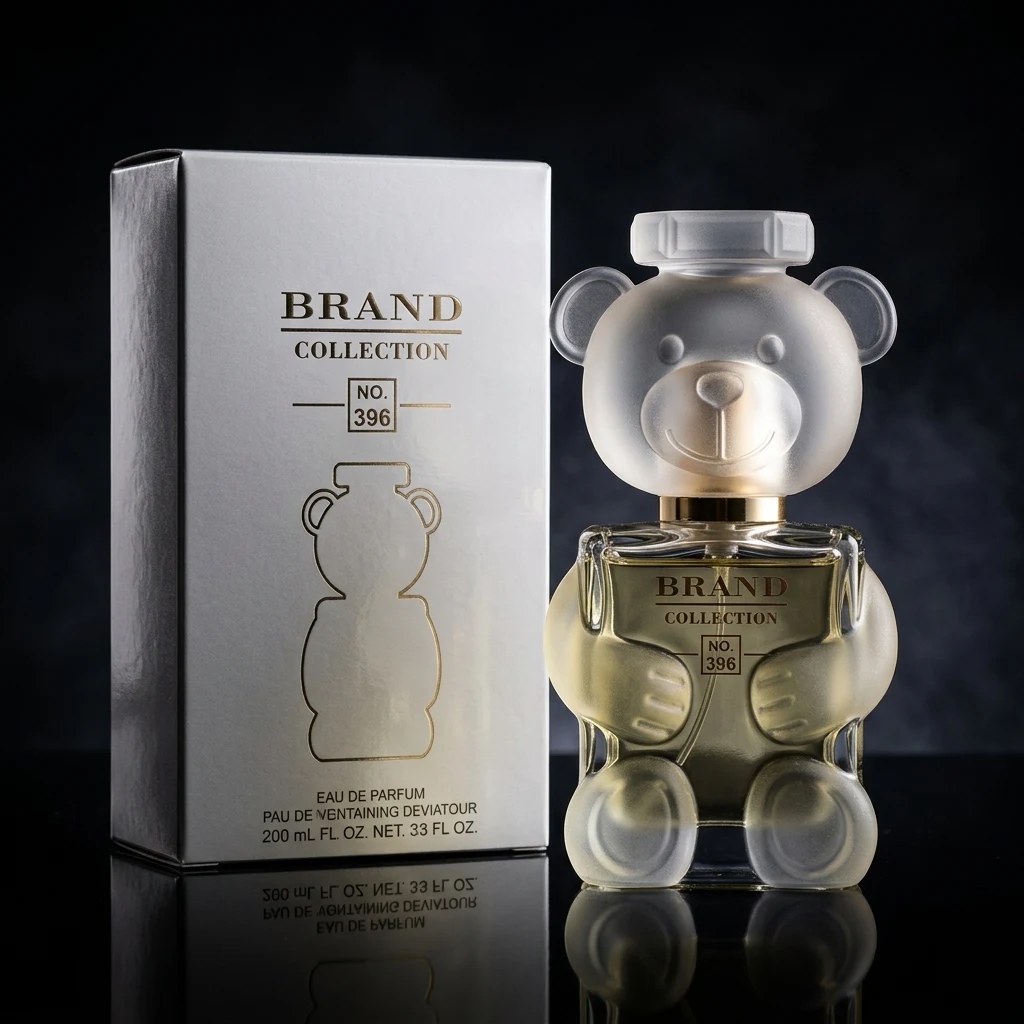 BRAND
COLLECTION
NO.
396
EAU DE PARFUM
PAU DE VENTAINING DEVIATOUR
200 mL FL. OZ. NET. 33 FL OZ.
BRAND
COLLECTION
NO.
396